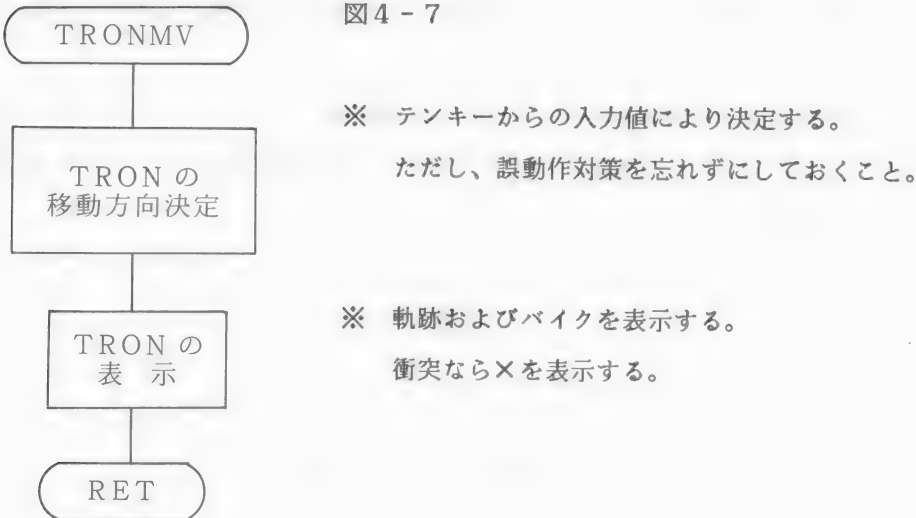 図4-7
TRONMV
※ テンキーからの入力値により決定する。
ただし、誤動作対策を忘れずにしておくこと。
TRONの
移動方向決定
※ 軌跡およびバイクを表示する。
衝突なら×を表示する。
TRONの
表 示
RET